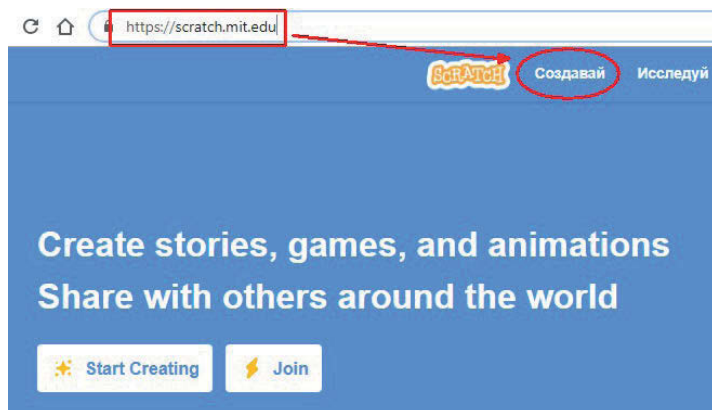 https://scratch.mit.edu
SCRATCH Создавай Исследуй
Create stories, games, and animations
Share with others around the world
Start Creating Join